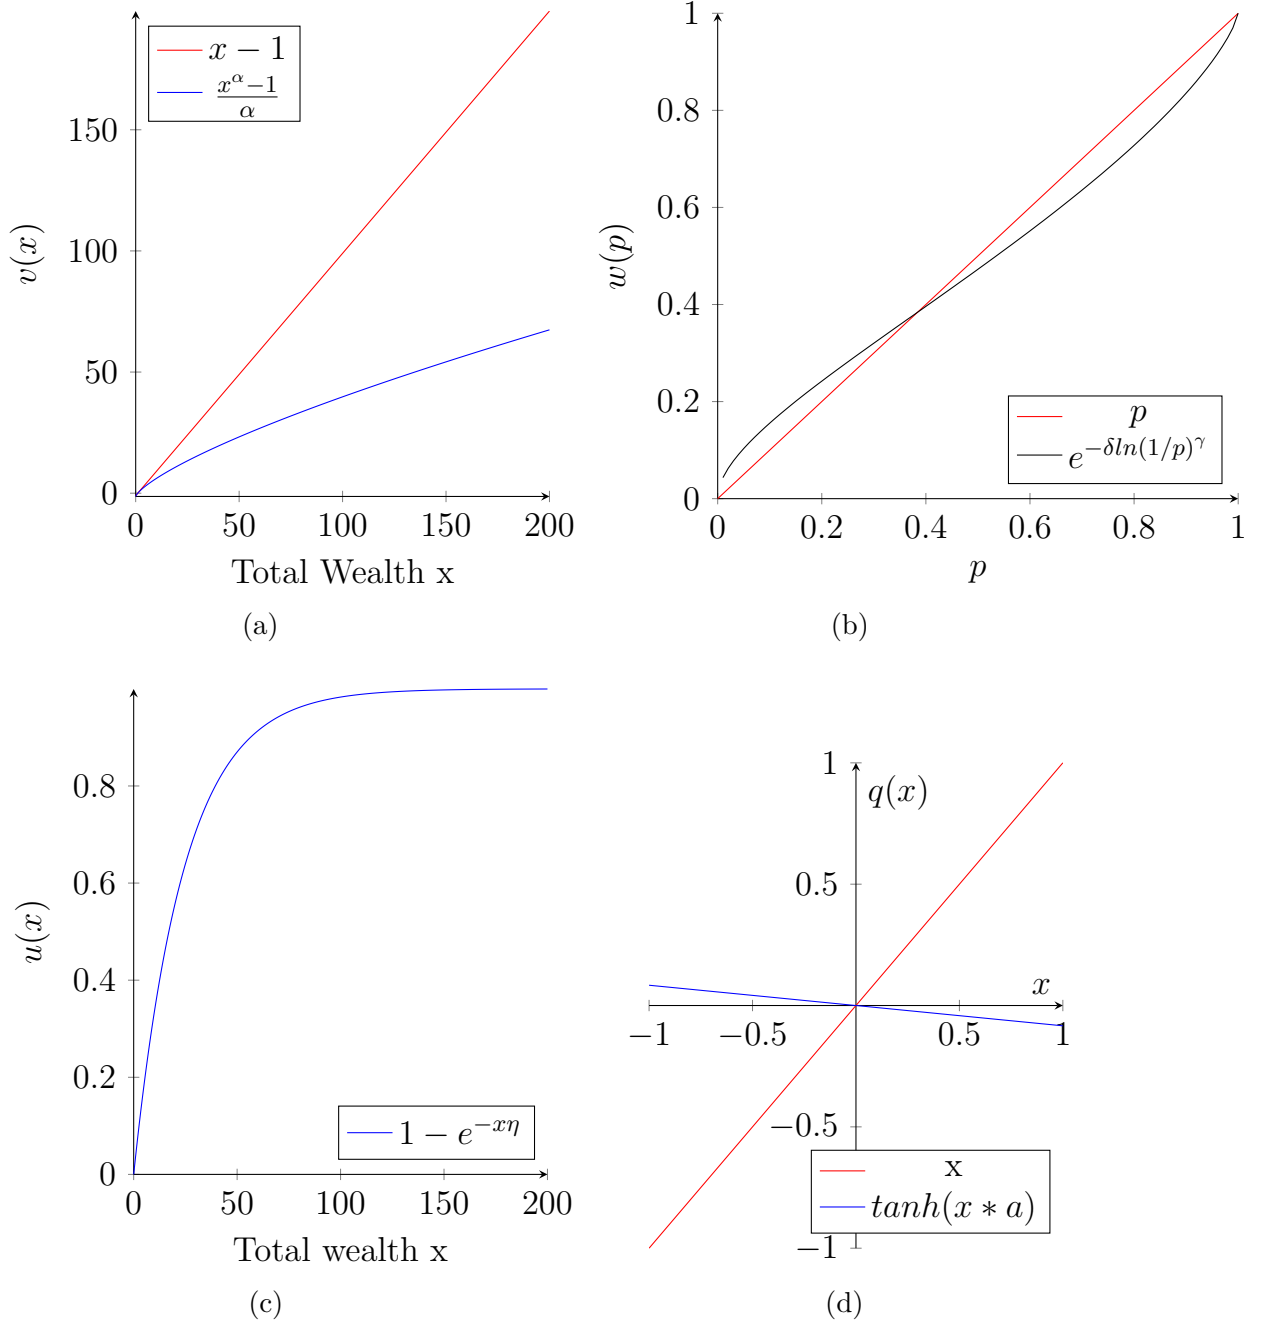 x − 1
\frac{x^{α}−1}{α}
150
100
50
0
v(x)
0 50 100 150 200
Total Wealth x
(a)
1
0.8
0.6
0.4
0.2
0
w(p)
p
e^{−δln(1/p)^{γ}}
0 0.2 0.4 0.6 0.8 1
p
(b)
0.8
0.6
0.4
0.2
0
u(x)
1 − e^{−xη}
0 50 100 150 200
Total wealth x
(c)
1
q(x)
0.5
x
−1 −0.5 0.5 1
−0.5
x
tanh(x ∗ a)
−1
(d)